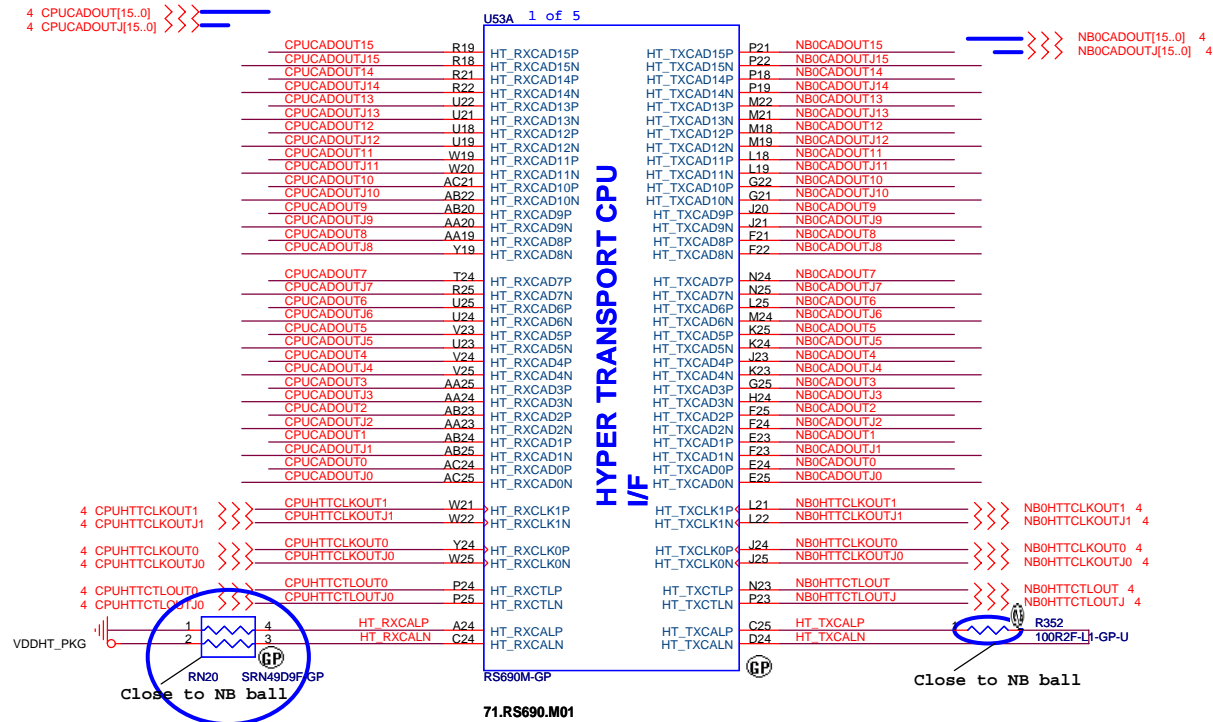 4 CPUCADOUT[15..0]
4 CPUCADOUTJ[15..0]
U53A 1 of 5
NB0CADOUT[15..0] 4
NB0CADOUTJ[15..0] 4
CPUCADOUT15 R19 HT_RXCAD15P HT_TXCAD15P P21 NB0CADOUT15
CPUCADOUTJ15 R18 HT_RXCAD15N HT_TXCAD15N P22 NB0CADOUTJ15
CPUCADOUT14 R21 HT_RXCAD14P HT_TXCAD14P P18 NB0CADOUT14
CPUCADOUTJ14 R22 HT_RXCAD14N HT_TXCAD14N P19 NB0CADOUTJ14
CPUCADOUT13 U22 HT_RXCAD13P HT_TXCAD13P M22 NB0CADOUT13
CPUCADOUTJ13 U21 HT_RXCAD13N HT_TXCAD13N M21 NB0CADOUTJ13
CPUCADOUT12 U18 HT_RXCAD12P HT_TXCAD12P M18 NB0CADOUT12
CPUCADOUTJ12 U19 HT_RXCAD12N HT_TXCAD12N M19 NB0CADOUTJ12
CPUCADOUT11 W19 HT_RXCAD11P HT_TXCAD11P L18 NB0CADOUT11
CPUCADOUTJ11 W20 HT_RXCAD11N HT_TXCAD11N L19 NB0CADOUTJ11
CPUCADOUT10 AC21 HT_RXCAD10P HT_TXCAD10P G22 NB0CADOUT10
CPUCADOUTJ10 AB22 HT_RXCAD10N HT_TXCAD10N G21 NB0CADOUTJ10
CPUCADOUT9 AB20 HT_RXCAD9P HT_TXCAD9P J20 NB0CADOUT9
CPUCADOUTJ9 AA20 HT_RXCAD9N HT_TXCAD9N J21 NB0CADOUTJ9
CPUCADOUT8 AA19 HT_RXCAD8P HT_TXCAD8P F21 NB0CADOUT8
CPUCADOUTJ8 Y19 HT_RXCAD8N HT_TXCAD8N F22 NB0CADOUTJ8
CPUCADOUT7 T24 HT_RXCAD7P HT_TXCAD7P N24 NB0CADOUT7
CPUCADOUTJ7 R25 HT_RXCAD7N HT_TXCAD7N N25 NB0CADOUTJ7
CPUCADOUT6 U25 HT_RXCAD6P HT_TXCAD6P L25 NB0CADOUT6
CPUCADOUTJ6 U24 HT_RXCAD6N HT_TXCAD6N M24 NB0CADOUTJ6
CPUCADOUT5 V23 HT_RXCAD5P HT_TXCAD5P K25 NB0CADOUT5
CPUCADOUTJ5 U23 HT_RXCAD5N HT_TXCAD5N K24 NB0CADOUTJ5
CPUCADOUT4 V24 HT_RXCAD4P HT_TXCAD4P J23 NB0CADOUT4
CPUCADOUTJ4 V25 HT_RXCAD4N HT_TXCAD4N K23 NB0CADOUTJ4
CPUCADOUT3 AA25 HT_RXCAD3P HT_TXCAD3P G25 NB0CADOUT3
CPUCADOUTJ3 AA24 HT_RXCAD3N HT_TXCAD3N H24 NB0CADOUTJ3
CPUCADOUT2 AB23 HT_RXCAD2P HT_TXCAD2P F25 NB0CADOUT2
CPUCADOUTJ2 AA23 HT_RXCAD2N HT_TXCAD2N F24 NB0CADOUTJ2
CPUCADOUT1 AB24 HT_RXCAD1P HT_TXCAD1P E23 NB0CADOUT1
CPUCADOUTJ1 AB25 HT_RXCAD1N HT_TXCAD1N F23 NB0CADOUTJ1
CPUCADOUT0 AC24 HT_RXCAD0P HT_TXCAD0P E24 NB0CADOUT0
CPUCADOUTJ0 AC25 HT_RXCAD0N HT_TXCAD0N E25 NB0CADOUTJ0
HYPER TRANSPORT CPU
I/F
4 CPUHTTCLKOUT1 CPUHTTCLKOUT1 W21 HT_RXCLK1P HT_TXCLK1P L21 NB0HTTCLKOUT1 NB0HTTCLKOUT1 4
4 CPUHTTCLKOUTJ1 CPUHTTCLKOUTJ1 W22 HT_RXCLK1N HT_TXCLK1N L22 NB0HTTCLKOUTJ1 NB0HTTCLKOUTJ1 4
4 CPUHTTCLKOUT0 CPUHTTCLKOUT0 Y24 HT_RXCLK0P HT_TXCLK0P J24 NB0HTTCLKOUT0 NB0HTTCLKOUT0 4
4 CPUHTTCLKOUTJ0 CPUHTTCLKOUTJ0 W25 HT_RXCLK0N HT_TXCLK0N J25 NB0HTTCLKOUTJ0 NB0HTTCLKOUTJ0 4
4 CPUHTTCTLOUT0 CPUHTTCTLOUT0 P24 HT_RXCTLP HT_TXCTLP N23 NB0HTTCTLOUT NB0HTTCTLOUT 4
4 CPUHTTCTLOUTJ0 CPUHTTCTLOUTJ0 P25 HT_RXCTLN HT_TXCTLN P23 NB0HTTCTLOUTJ NB0HTTCTLOUTJ 4
1 4 HT_RXCALP A24 HT_RXCALP HT_TXCALP C25 HT_TXCALP 1 R352
VDDHT_PKG 2 3 HT_RXCALN C24 HT_RXCALN HT_TXCALN D24 HT_TXCALN 100R2F-L1-GP-U
GP
GP
RN20 SRN49D9F-GP
RS690M-GP
Close to NB ball
Close to NB ball
71.RS690.M01